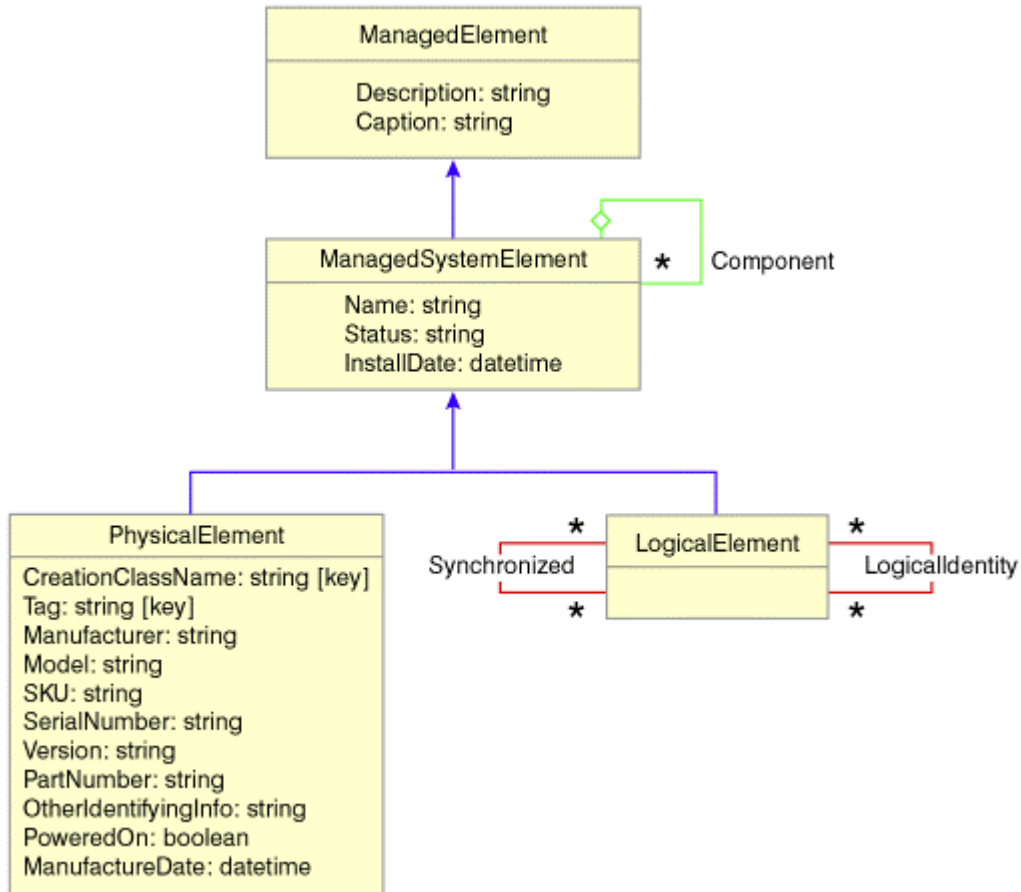 ManagedElement
Description: string
Caption: string
ManagedSystemElement
* Component
Name: string
Status: string
InstallDate: datetime
PhysicalElement
CreationClassName: string [key]
Tag: string [key]
Manufacturer: string
Model: string
SKU: string
SerialNumber: string
Version: string
PartNumber: string
OtherIdentifyingInfo: string
PoweredOn: boolean
ManufactureDate: datetime
* *
LogicalElement
Synchronized LogicalIdentity
* *